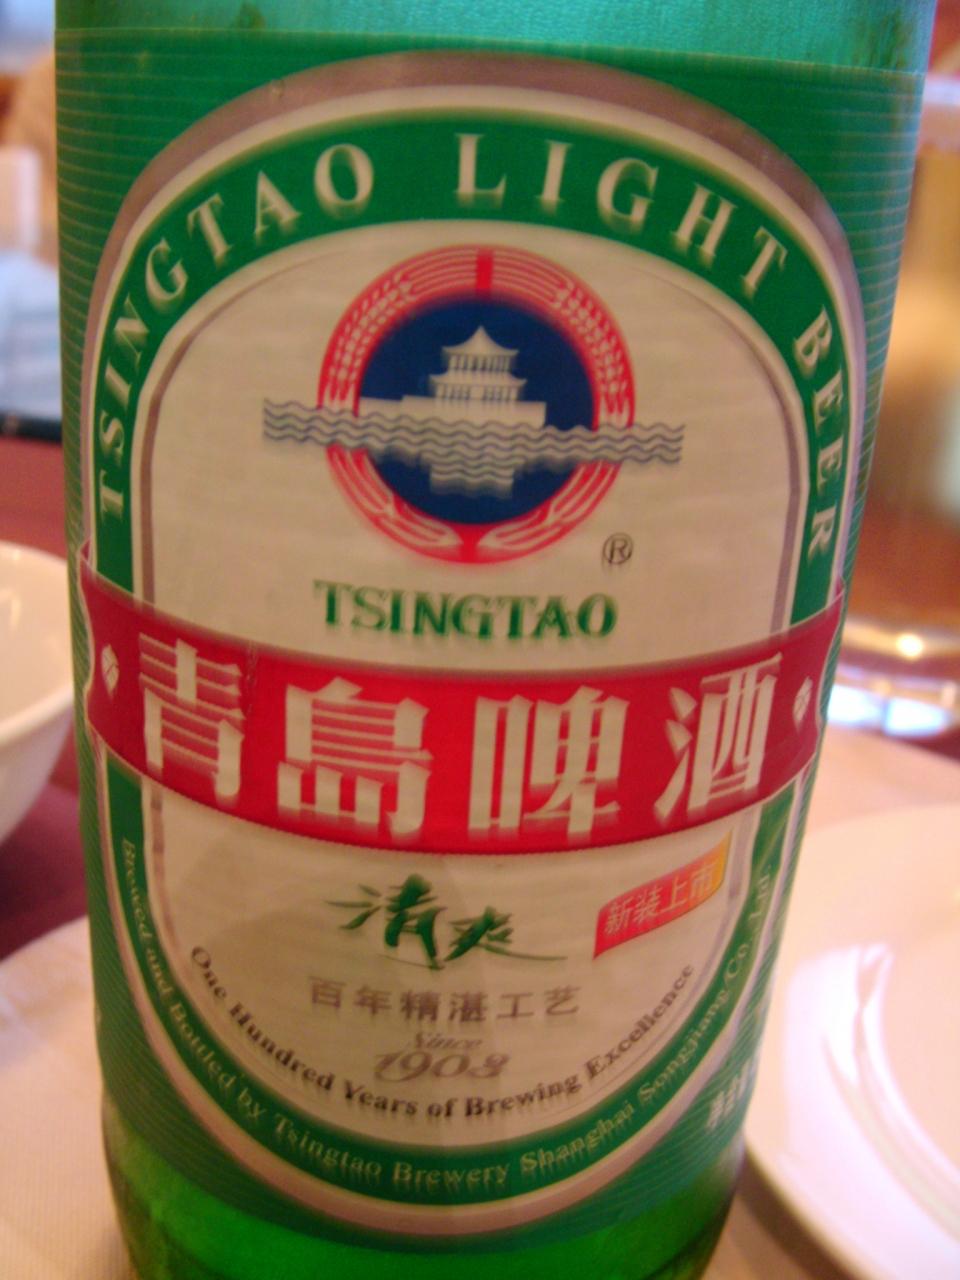 TSINGTAO LIGHT BEER
®
TSINGTAO
青島啤酒
清爽
新装上市
百年精湛工艺
Since
1903
One Hundred Years of Brewing Excellence
Brewed and Bottled by Tsingtao Brewery Shanghai Songjiang Co.